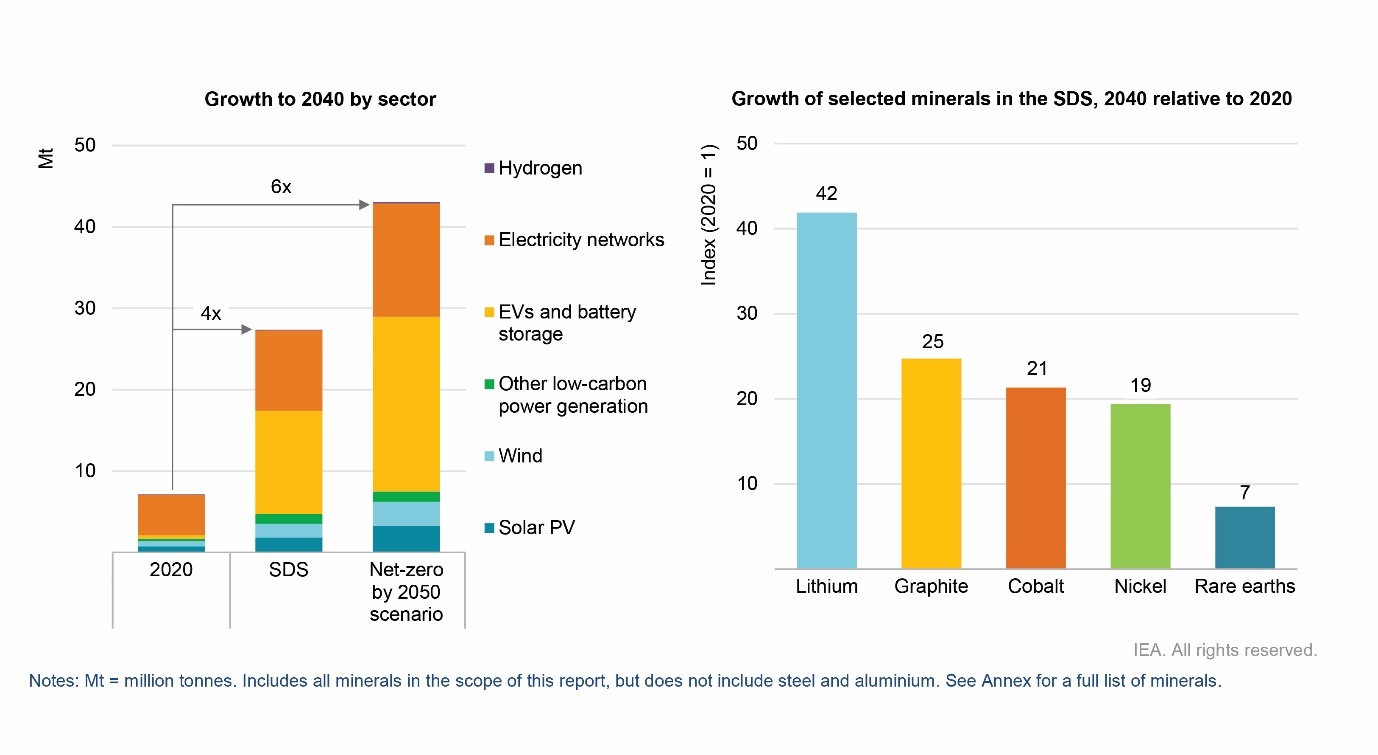 Growth to 2040 by sector
Mt
50
40
30
20
10
6x
4x
2020
SDS
Net-zero
by 2050
scenario
Hydrogen
Electricity networks
EVs and battery
storage
Other low-carbon
power generation
Wind
Solar PV
Growth of selected minerals in the SDS, 2040 relative to 2020
Index (2020 = 1)
50
40
30
20
10
42
25
21
19
7
Lithium
Graphite
Cobalt
Nickel
Rare earths
IEA. All rights reserved.
Notes: Mt = million tonnes. Includes all minerals in the scope of this report, but does not include steel and aluminium. See Annex for a full list of minerals.